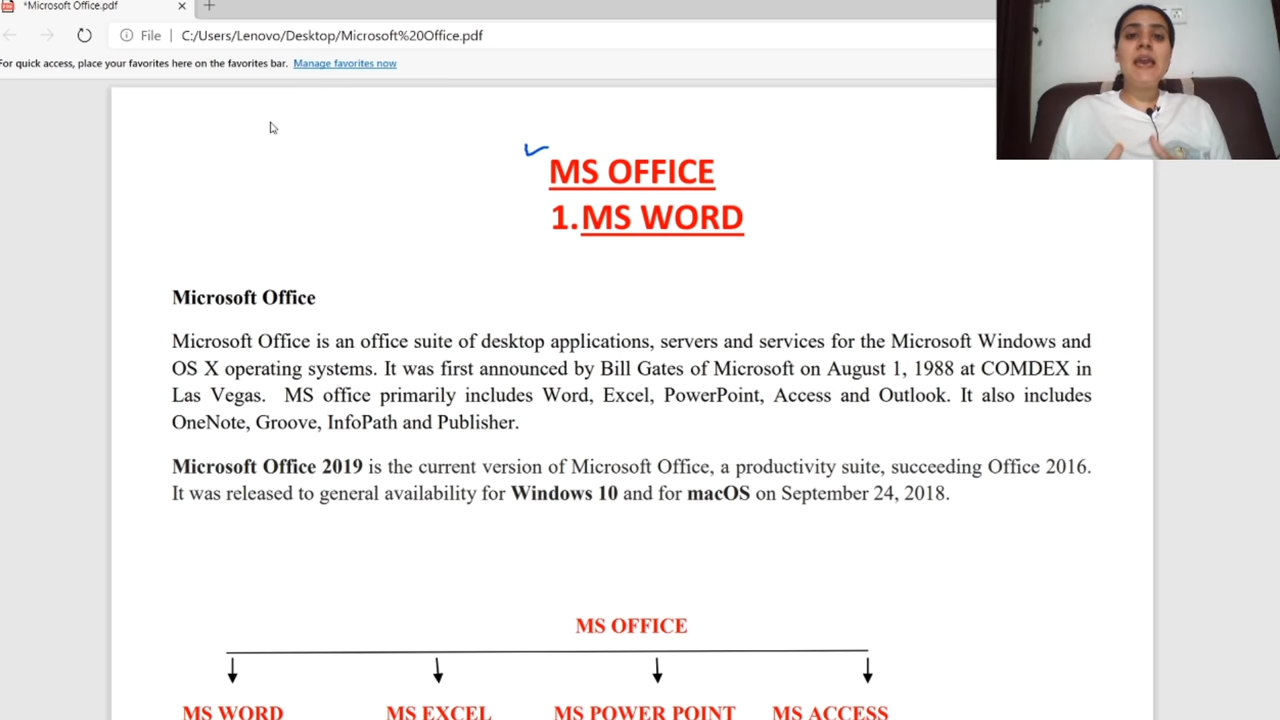 *Microsoft Office.pdf
File
C:/Users/Lenovo/Desktop/Microsoft%20Office.pdf
For quick access, place your favorites here on the favorites bar. Manage favorites now
MS OFFICE
1.MS WORD
Microsoft Office
Microsoft Office is an office suite of desktop applications, servers and services for the Microsoft Windows and
OS X operating systems. It was first announced by Bill Gates of Microsoft on August 1, 1988 at COMDEX in
Las Vegas. MS office primarily includes Word, Excel, PowerPoint, Access and Outlook. It also includes
OneNote, Groove, InfoPath and Publisher.
Microsoft Office 2019 is the current version of Microsoft Office, a productivity suite, succeeding Office 2016.
It was released to general availability for Windows 10 and for macOS on September 24, 2018.
MS OFFICE
MS WORD MS EXCEL MS POWER POINT MS ACCESS